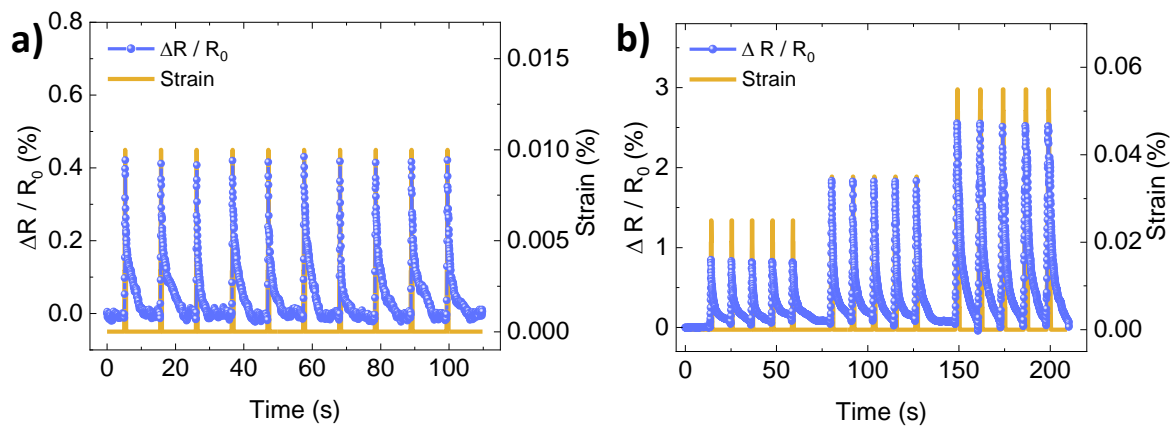 a)
ΔR / R0
Strain
ΔR / R0 (%)
0.8
0.6
0.4
0.2
0.0
Strain (%)
0.015
0.010
0.005
0.000
0 20 40 60 80 100
Time (s)
b)
Δ R / R0
Strain
Δ R / R0 (%)
3
2
1
0
Strain (%)
0.06
0.04
0.02
0.00
0 50 100 150 200
Time (s)